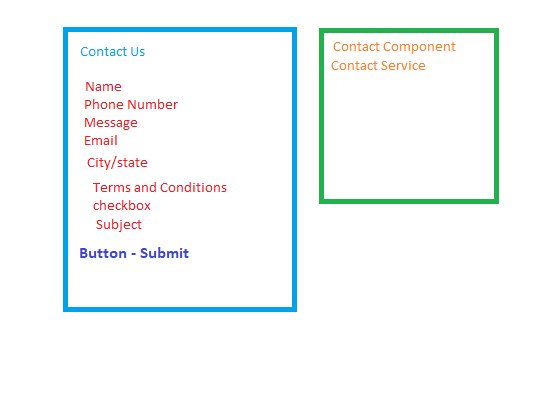 Contact Us
Name
Phone Number
Message
Email
City/state
Terms and Conditions
checkbox
Subject
Button - Submit
Contact Component
Contact Service